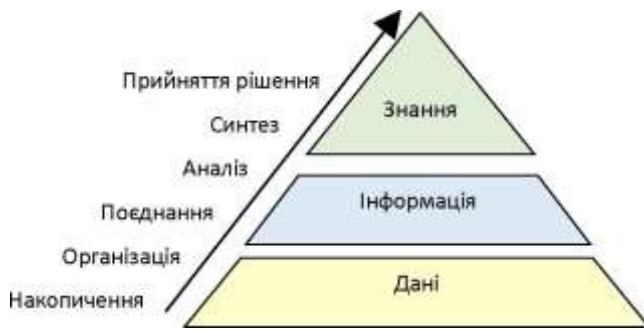 Прийняття рішення
Знання
Синтез
Аналіз
Інформація
Поєднання
Організація
Дані
Накопичення